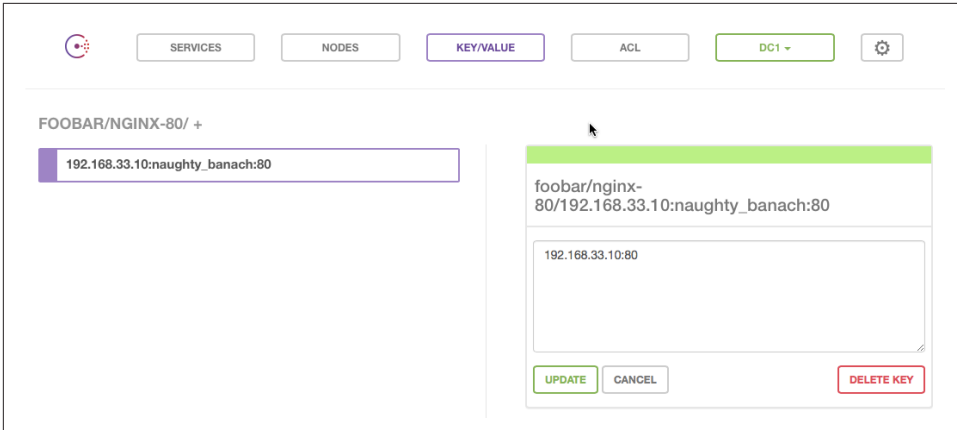 SERVICES NODES KEY/VALUE ACL DC1
FOOBAR/NGINX-80/ +
192.168.33.10:naughty_banach:80
foobar/nginx-
80/192.168.33.10:naughty_banach:80
192.168.33.10:80
UPDATE CANCEL DELETE KEY